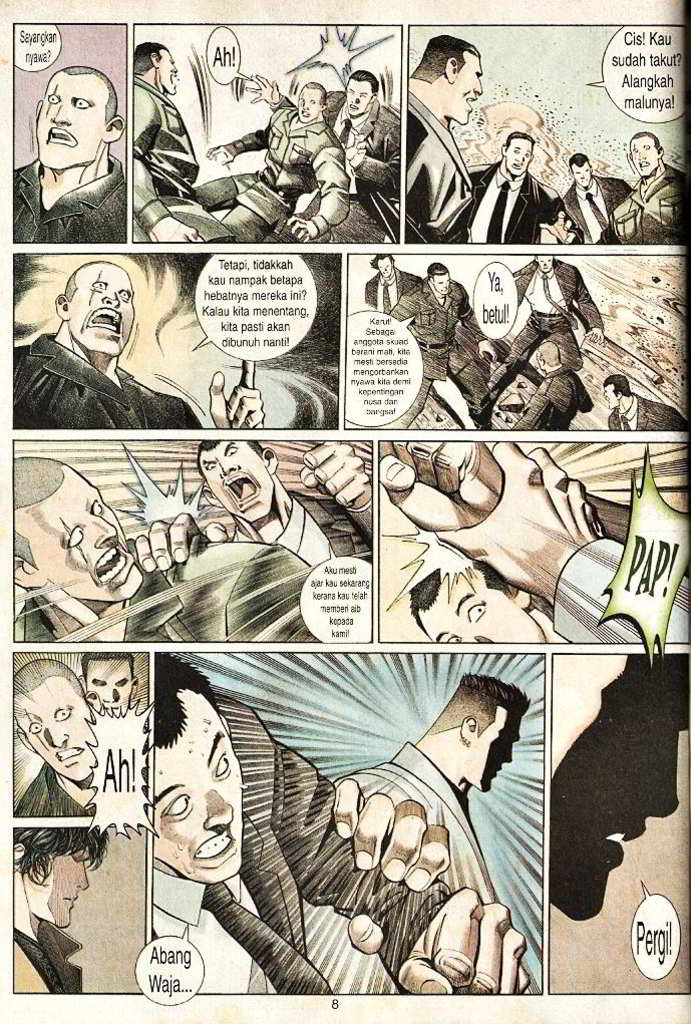 Sayangkan
nyawa?
Ah!
Cis! Kau
sudah takut?
Alangkah
malunya!
Tetapi, tidakkah
kau nampak betapa
hebatnya mereka ini?
Kalau kita menentang,
kita pasti akan
dibunuh nanti!
Karut!
Sebagai
anggota skuad
berani mati, kita
mesti bersedia
mengorbankan
nyawa kita demi
kepentingan
nusa dan
bangsa!
Ya,
betul!
Aku mesti
ajar kau sekarang
kerana kau telah
memberi aib
kepada
kami!
PAP!
Ah!
Abang
Waja...
Pergi!
8